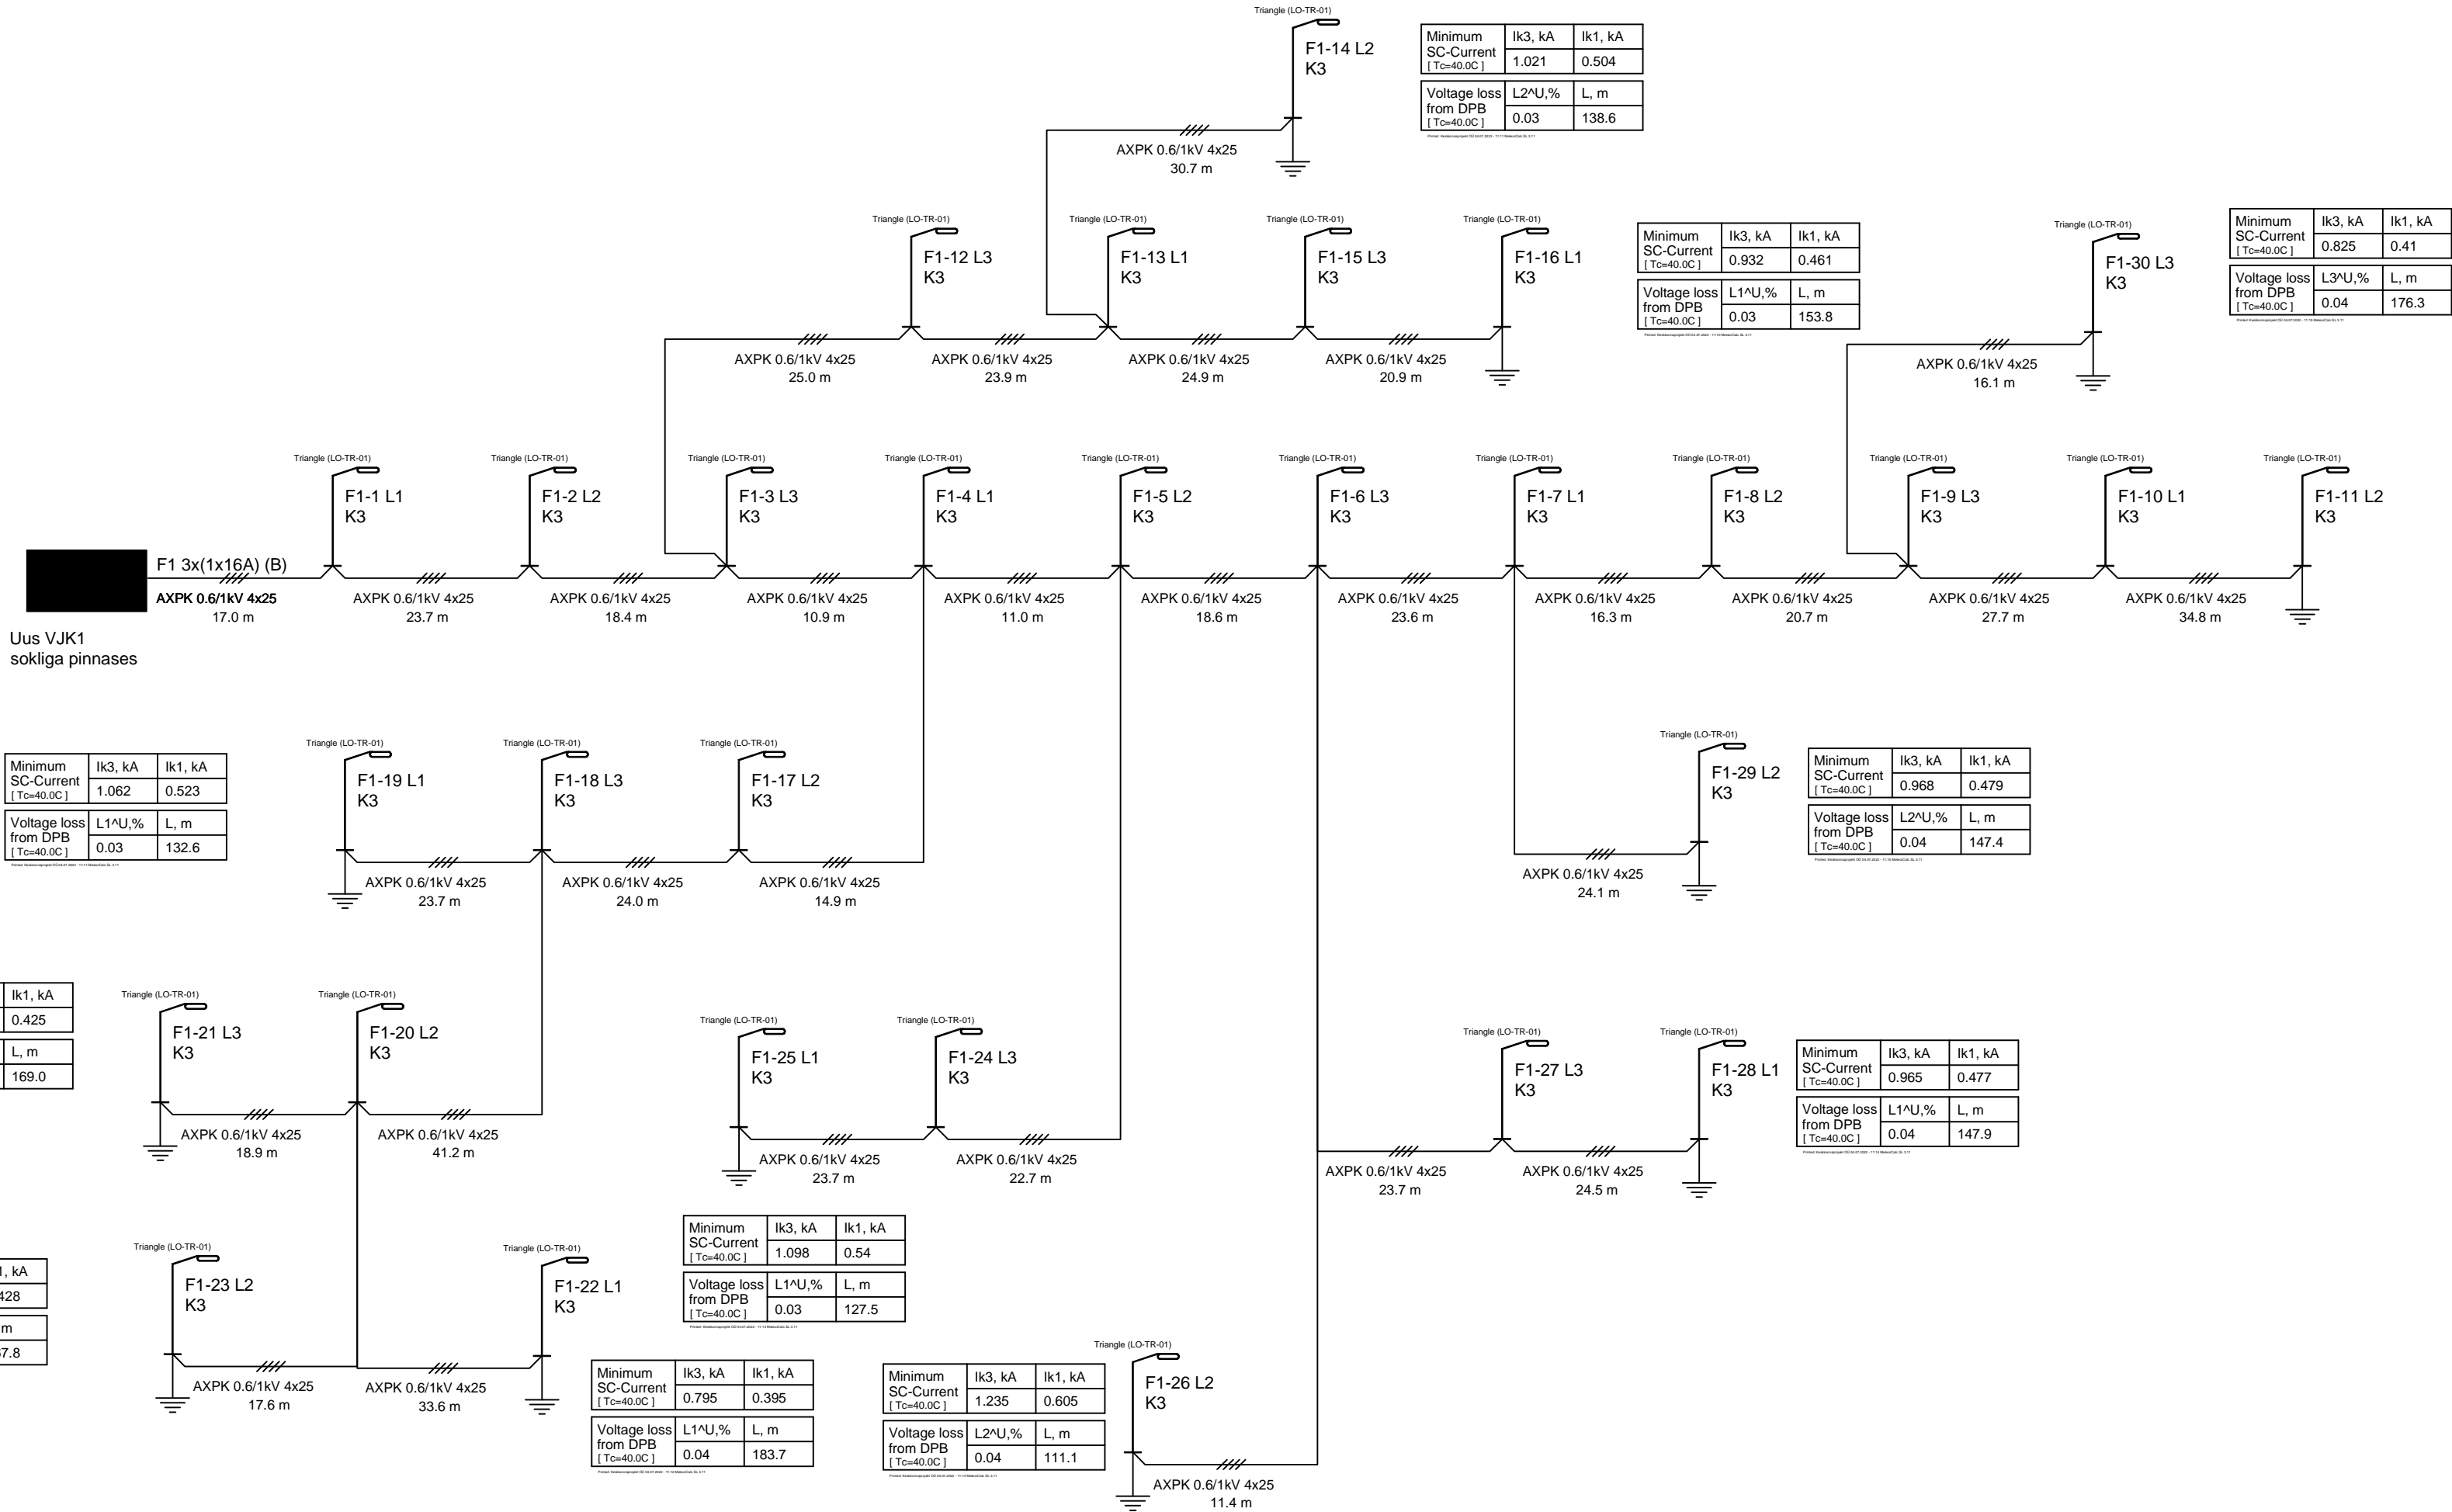 Triangle (LO-TR-01)
F1-14 L2
K3
Minimum SC-Current [ Tc=40.0C ] Ik3, kA Ik1, kA
1.021 0.504
Voltage loss from DPB [ Tc=40.0C ] L2^U,% L, m
0.03 138.6
AXPK 0.6/1kV 4x25
30.7 m
Triangle (LO-TR-01)
F1-12 L3
K3
Triangle (LO-TR-01)
F1-13 L1
K3
Triangle (LO-TR-01)
F1-15 L3
K3
Triangle (LO-TR-01)
F1-16 L1
K3
Minimum SC-Current [ Tc=40.0C ] Ik3, kA Ik1, kA
0.932 0.461
Voltage loss from DPB [ Tc=40.0C ] L1^U,% L, m
0.03 153.8
Triangle (LO-TR-01)
F1-30 L3
K3
Minimum SC-Current [ Tc=40.0C ] Ik3, kA Ik1, kA
0.825 0.41
Voltage loss from DPB [ Tc=40.0C ] L3^U,% L, m
0.04 176.3
AXPK 0.6/1kV 4x25
25.0 m
AXPK 0.6/1kV 4x25
23.9 m
AXPK 0.6/1kV 4x25
24.9 m
AXPK 0.6/1kV 4x25
20.9 m
AXPK 0.6/1kV 4x25
16.1 m
Triangle (LO-TR-01)
F1-1 L1
K3
Triangle (LO-TR-01)
F1-2 L2
K3
Triangle (LO-TR-01)
F1-3 L3
K3
Triangle (LO-TR-01)
F1-4 L1
K3
Triangle (LO-TR-01)
F1-5 L2
K3
Triangle (LO-TR-01)
F1-6 L3
K3
Triangle (LO-TR-01)
F1-7 L1
K3
Triangle (LO-TR-01)
F1-8 L2
K3
Triangle (LO-TR-01)
F1-9 L3
K3
Triangle (LO-TR-01)
F1-10 L1
K3
Triangle (LO-TR-01)
F1-11 L2
K3
F1 3x(1x16A) (B)
AXPK 0.6/1kV 4x25
17.0 m
AXPK 0.6/1kV 4x25
23.7 m
AXPK 0.6/1kV 4x25
18.4 m
AXPK 0.6/1kV 4x25
10.9 m
AXPK 0.6/1kV 4x25
11.0 m
AXPK 0.6/1kV 4x25
18.6 m
AXPK 0.6/1kV 4x25
23.6 m
AXPK 0.6/1kV 4x25
16.3 m
AXPK 0.6/1kV 4x25
20.7 m
AXPK 0.6/1kV 4x25
27.7 m
AXPK 0.6/1kV 4x25
34.8 m
Uus VJK1
sokliga pinnases
Minimum SC-Current [ Tc=40.0C ] Ik3, kA Ik1, kA
1.062 0.523
Voltage loss from DPB [ Tc=40.0C ] L1^U,% L, m
0.03 132.6
Triangle (LO-TR-01)
F1-19 L1
K3
Triangle (LO-TR-01)
F1-18 L3
K3
Triangle (LO-TR-01)
F1-17 L2
K3
Triangle (LO-TR-01)
F1-29 L2
K3
Minimum SC-Current [ Tc=40.0C ] Ik3, kA Ik1, kA
0.968 0.479
Voltage loss from DPB [ Tc=40.0C ] L2^U,% L, m
0.04 147.4
AXPK 0.6/1kV 4x25
23.7 m
AXPK 0.6/1kV 4x25
24.0 m
AXPK 0.6/1kV 4x25
14.9 m
AXPK 0.6/1kV 4x25
24.1 m
Ik1, kA
0.425
L, m
169.0
Triangle (LO-TR-01)
F1-21 L3
K3
Triangle (LO-TR-01)
F1-20 L2
K3
Triangle (LO-TR-01)
F1-25 L1
K3
Triangle (LO-TR-01)
F1-24 L3
K3
Triangle (LO-TR-01)
F1-27 L3
K3
Triangle (LO-TR-01)
F1-28 L1
K3
Minimum SC-Current [ Tc=40.0C ] Ik3, kA Ik1, kA
0.965 0.477
Voltage loss from DPB [ Tc=40.0C ] L1^U,% L, m
0.04 147.9
AXPK 0.6/1kV 4x25
18.9 m
AXPK 0.6/1kV 4x25
41.2 m
AXPK 0.6/1kV 4x25
23.7 m
AXPK 0.6/1kV 4x25
22.7 m
AXPK 0.6/1kV 4x25
23.7 m
AXPK 0.6/1kV 4x25
24.5 m
, kA
428
m
7.8
Triangle (LO-TR-01)
F1-23 L2
K3
Triangle (LO-TR-01)
F1-22 L1
K3
Minimum SC-Current [ Tc=40.0C ] Ik3, kA Ik1, kA
1.098 0.54
Voltage loss from DPB [ Tc=40.0C ] L1^U,% L, m
0.03 127.5
AXPK 0.6/1kV 4x25
17.6 m
AXPK 0.6/1kV 4x25
33.6 m
Minimum SC-Current [ Tc=40.0C ] Ik3, kA Ik1, kA
0.795 0.395
Voltage loss from DPB [ Tc=40.0C ] L1^U,% L, m
0.04 183.7
Minimum SC-Current [ Tc=40.0C ] Ik3, kA Ik1, kA
1.235 0.605
Voltage loss from DPB [ Tc=40.0C ] L2^U,% L, m
0.04 111.1
Triangle (LO-TR-01)
F1-26 L2
K3
AXPK 0.6/1kV 4x25
11.4 m